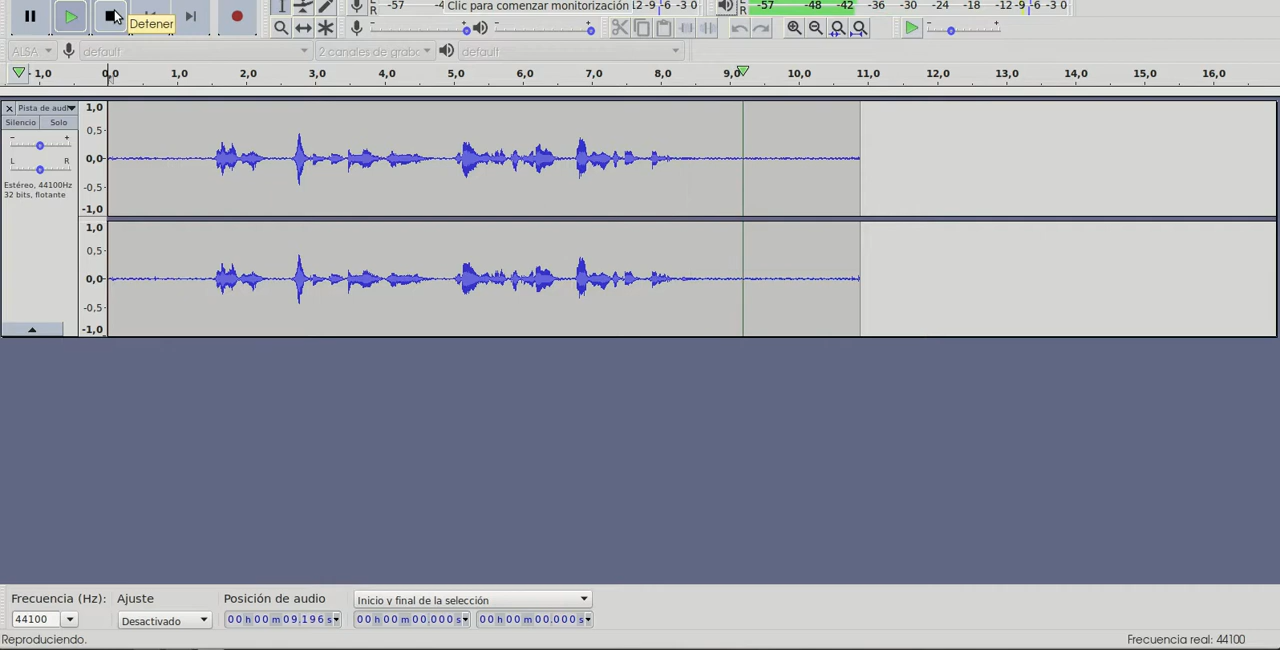 Detener
L
R
-57
-4
Clic para comenzar monitorización
12 -9 -6 -3 0
L
R
-57 -48 -42 -36 -30 -24 -18 -12 -9 -6 -3 0
ALSA
default
2 canales de grabo
default
-1,0 0,0 1,0 2,0 3,0 4,0 5,0 6,0 7,0 8,0 9,0 10,0 11,0 12,0 13,0 14,0 15,0 16,0
Pista de audi
Silencio Solo
- +
L R
Estéreo, 44100Hz
32 bits, flotante
1,0
0,5
0,0
-0,5
-1,0
1,0
0,5
0,0
-0,5
-1,0
Frecuencia (Hz): Ajuste Posición de audio Inicio y final de la selección
44100 Desactivado 00 h 00 m 09,196 s 00 h 00 m 00,000 s 00 h 00 m 00,000 s
Reproduciendo. Frecuencia real: 44100